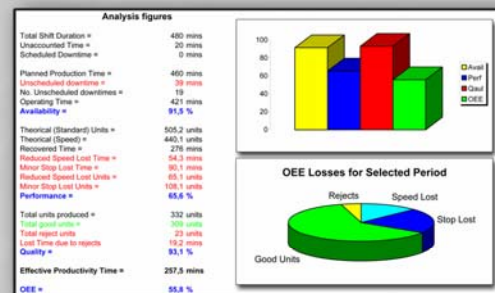 Analysis figures
Total Shift Duration = 480 mins
Unaccounted Time = 20 mins
Scheduled Downtime = 0 mins
Planned Production Time = 460 mins
Unscheduled downtime = 39 mins
No. Unscheduled downtimes = 19
Operating Time = 421 mins
Availability = 91,5 %
Theorical (Standard) Units = 505,2 units
Theorical (Speed) = 440,1 units
Recovered Time = 276 mins
Reduced Speed Lost Time = 54,3 mins
Minor Stop Lost Time = 90,1 mins
Reduced Speed Lost Units = 65,1 units
Minor Stop Lost Units = 108,1 units
Performance = 65,6 %
Total units produced = 332 units
Total good units = 309 units
Total reject units 23 units
Lost Time due to rejects 19,2 mins
Quality = 93,1 %
Effective Productivity Time = 257,5 mins
OEE = 55,8 %
100
80
60
40
20
0
Avail
Perf
Qaul
OEE
OEE Losses for Selected Period
Rejects
Speed Lost
Stop Lost
Good Units